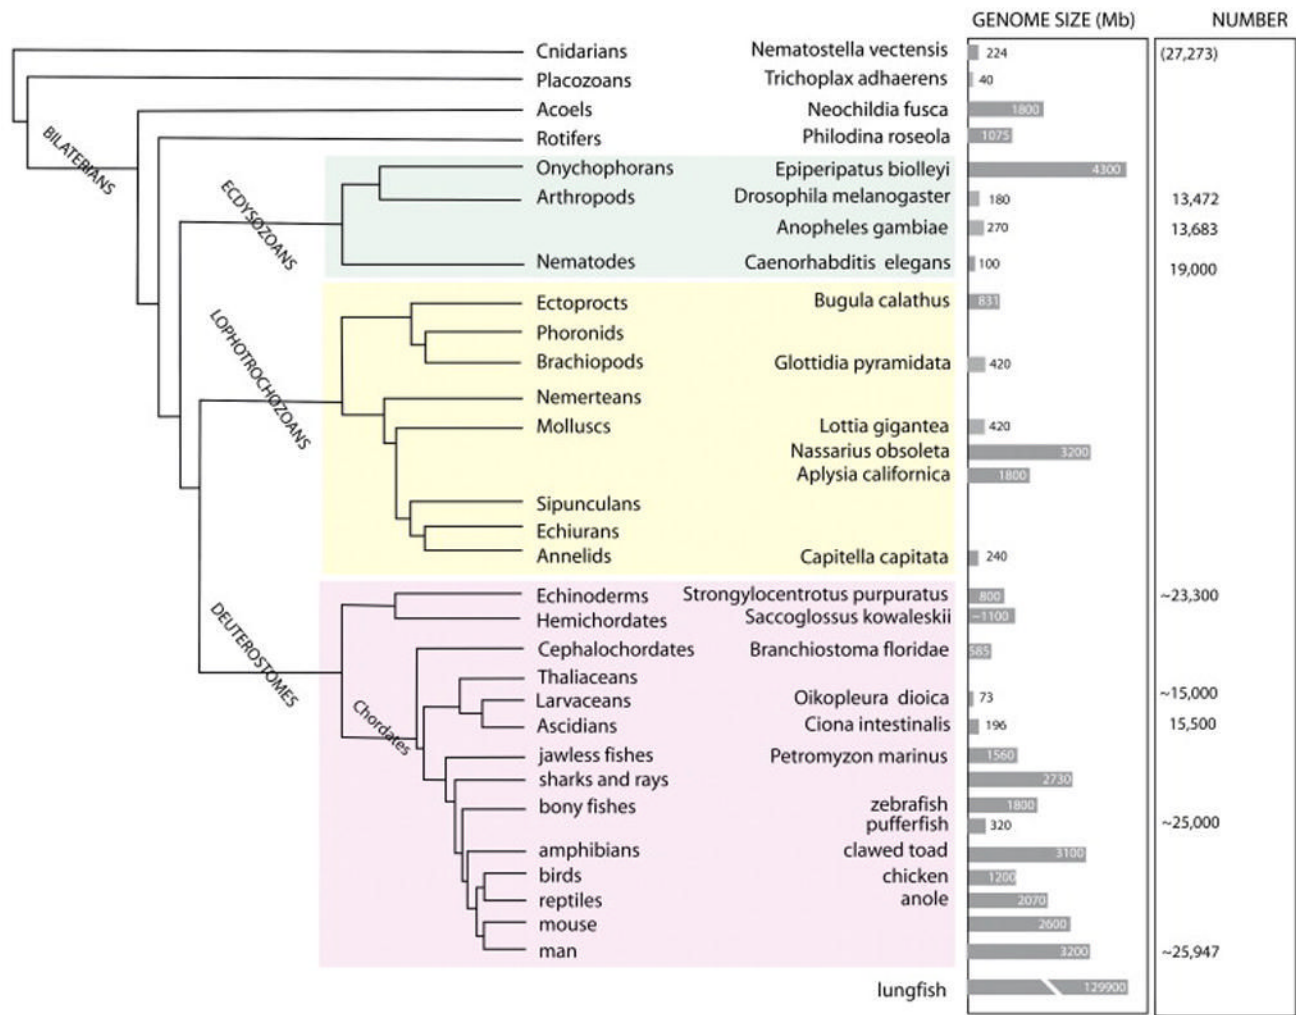 GENOME SIZE (Mb) NUMBER
Cnidarians Nematostella vectensis 224 (27,273)
Placozoans Trichoplax adhaerens 40
Acoels Neochildia fusca 1800
Rotifers Philodina roseola 1075
BILATERIANS
Onychophorans Epiperipatus biolleyi 4300
ECDYSOZOANS
Arthropods Drosophila melanogaster 180 13,472
Anopheles gambiae 270 13,683
Nematodes Caenorhabditis elegans 100 19,000
Ectoprocts Bugula calathus 831
LOPHOTROCHOZOANS
Phoronids
Brachiopods Glottidia pyramidata 420
Nemerteans
Molluscs Lottia gigantea 420
Nassarius obsoleta 3200
Aplysia californica 1800
Sipunculans
Echiurans
Annelids Capitella capitata 240
Echinoderms Strongylocentrotus purpuratus 800 ~23,300
Hemichordates Saccoglossus kowaleskii ~1100
DEUTEROSTOMES
Cephalochordates Branchiostoma floridae 585
Thaliaceans
Larvaceans Oikopleura dioica 73 ~15,000
Chordates
Ascidians Ciona intestinalis 196 15,500
jawless fishes Petromyzon marinus 1560
sharks and rays 2730
bony fishes zebrafish 1800
pufferfish 320 ~25,000
amphibians clawed toad 3100
birds chicken 1200
reptiles anole 2070
mouse 2600
man 3200 ~25,947
lungfish 129900